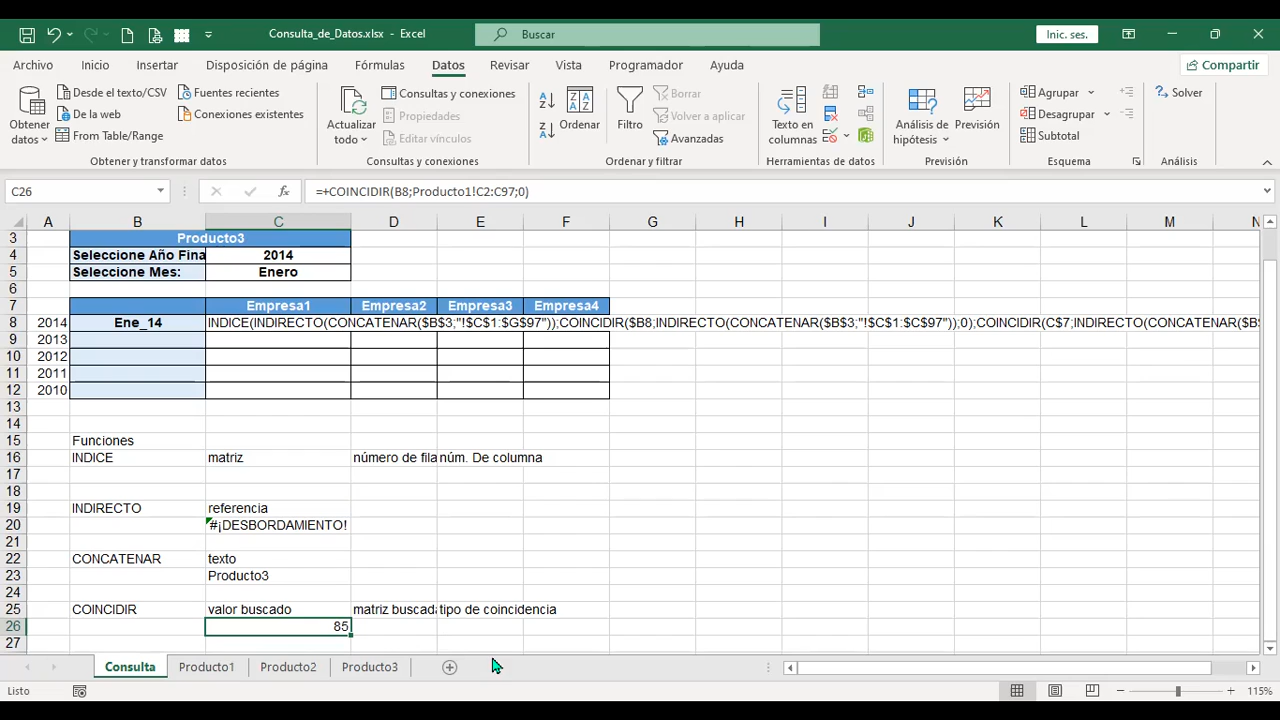 Consulta_de_Datos.xlsx - Excel
Buscar
Inic. ses.
Archivo Inicio Insertar Disposición de página Fórmulas Datos Revisar Vista Programador Ayuda Compartir
Obtener datos
Desde el texto/CSV
De la web
From Table/Range
Fuentes recientes
Conexiones existentes
Obtener y transformar datos
Actualizar todo
Consultas y conexiones
Propiedades
Editar vínculos
Consultas y conexiones
Ordenar
Filtro
Borrar
Volver a aplicar
Avanzadas
Ordenar y filtrar
Texto en columnas
Herramientas de datos
Análisis de hipótesis
Previsión
Previsión
Agrupar
Desagrupar
Subtotal
Esquema
Solver
Análisis
C26 fx =+COINCIDIR(B8;Producto1!C2:C97;0)
A B C D E F G H I J K L M N
3 Producto3
4 Seleccione Año Fina 2014
5 Seleccione Mes: Enero
6
7 Empresa1 Empresa2 Empresa3 Empresa4
8 2014 Ene_14 INDICE(INDIRECTO(CONCATENAR($B$3;"!$C$1:$G$97"));COINCIDIR($B8;INDIRECTO(CONCATENAR($B$3;"!$C$1:$C$97"));0);COINCIDIR(C$7;INDIRECTO(CONCATENAR($B$
9 2013
10 2012
11 2011
12 2010
13
14
15 Funciones
16 INDICE matriz número de fila núm. De columna
17
18
19 INDIRECTO referencia
20 #¡DESBORDAMIENTO!
21
22 CONCATENAR texto
23 Producto3
24
25 COINCIDIR valor buscado matriz buscada tipo de coincidencia
26 85
27
Consulta Producto1 Producto2 Producto3
Listo 115%